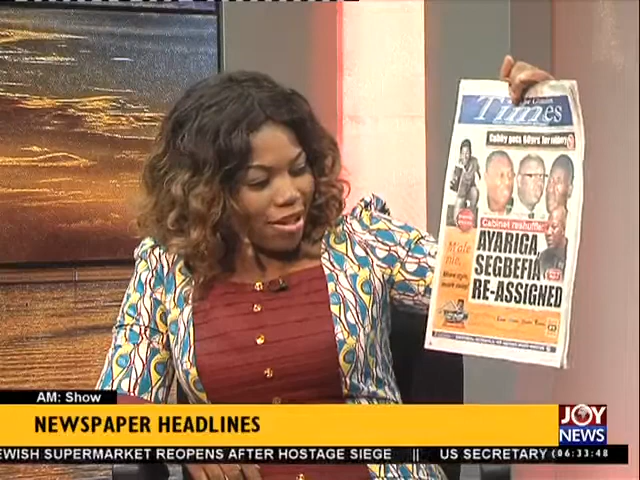 Times
Cabinet reshuffle:
AYARIGA
SEGBEFIA
RE-ASSIGNED
AM: Show
NEWSPAPER HEADLINES
JOY
NEWS
EWISH SUPERMARKET REOPENS AFTER HOSTAGE SIEGE || US SECRETARY
06:33:48